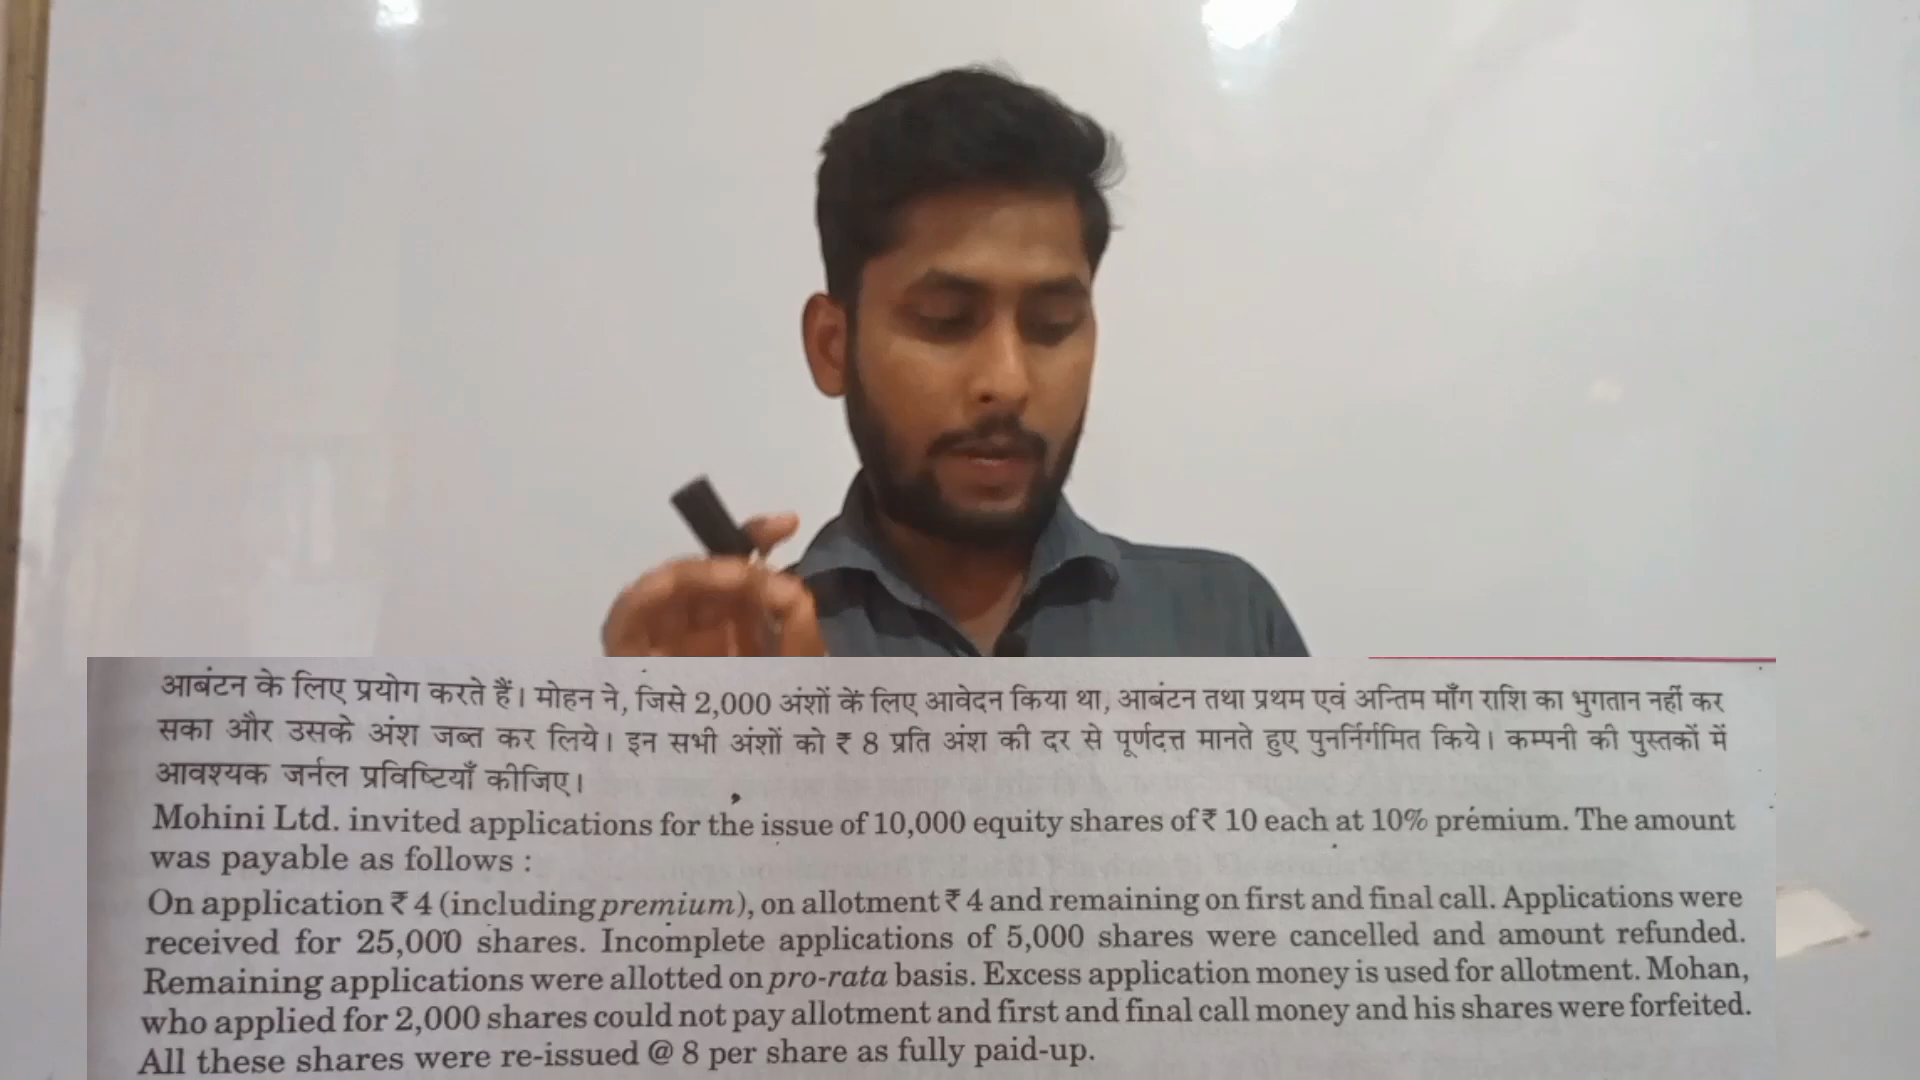 आबंटन के लिए प्रयोग करते हैं। मोहन ने, जिसे 2,000 अंशों के लिए आवेदन किया था, आबंटन तथा प्रथम एवं अन्तिम माँग राशि का भुगतान नहीं कर
सका और उसके अंश जब्त कर लिये। इन सभी अंशों को ₹ 8 प्रति अंश की दर से पूर्णदत्त मानते हुए पुनर्निर्गमित किये। कम्पनी की पुस्तकों में
आवश्यक जर्नल प्रविष्टियाँ कीजिए।
Mohini Ltd. invited applications for the issue of 10,000 equity shares of ₹ 10 each at 10% premium. The amount
was payable as follows :
On application ₹ 4 (including premium), on allotment ₹ 4 and remaining on first and final call. Applications were
received for 25,000 shares. Incomplete applications of 5,000 shares were cancelled and amount refunded.
Remaining applications were allotted on pro-rata basis. Excess application money is used for allotment. Mohan,
who applied for 2,000 shares could not pay allotment and first and final call money and his shares were forfeited.
All these shares were re-issued @ 8 per share as fully paid-up.